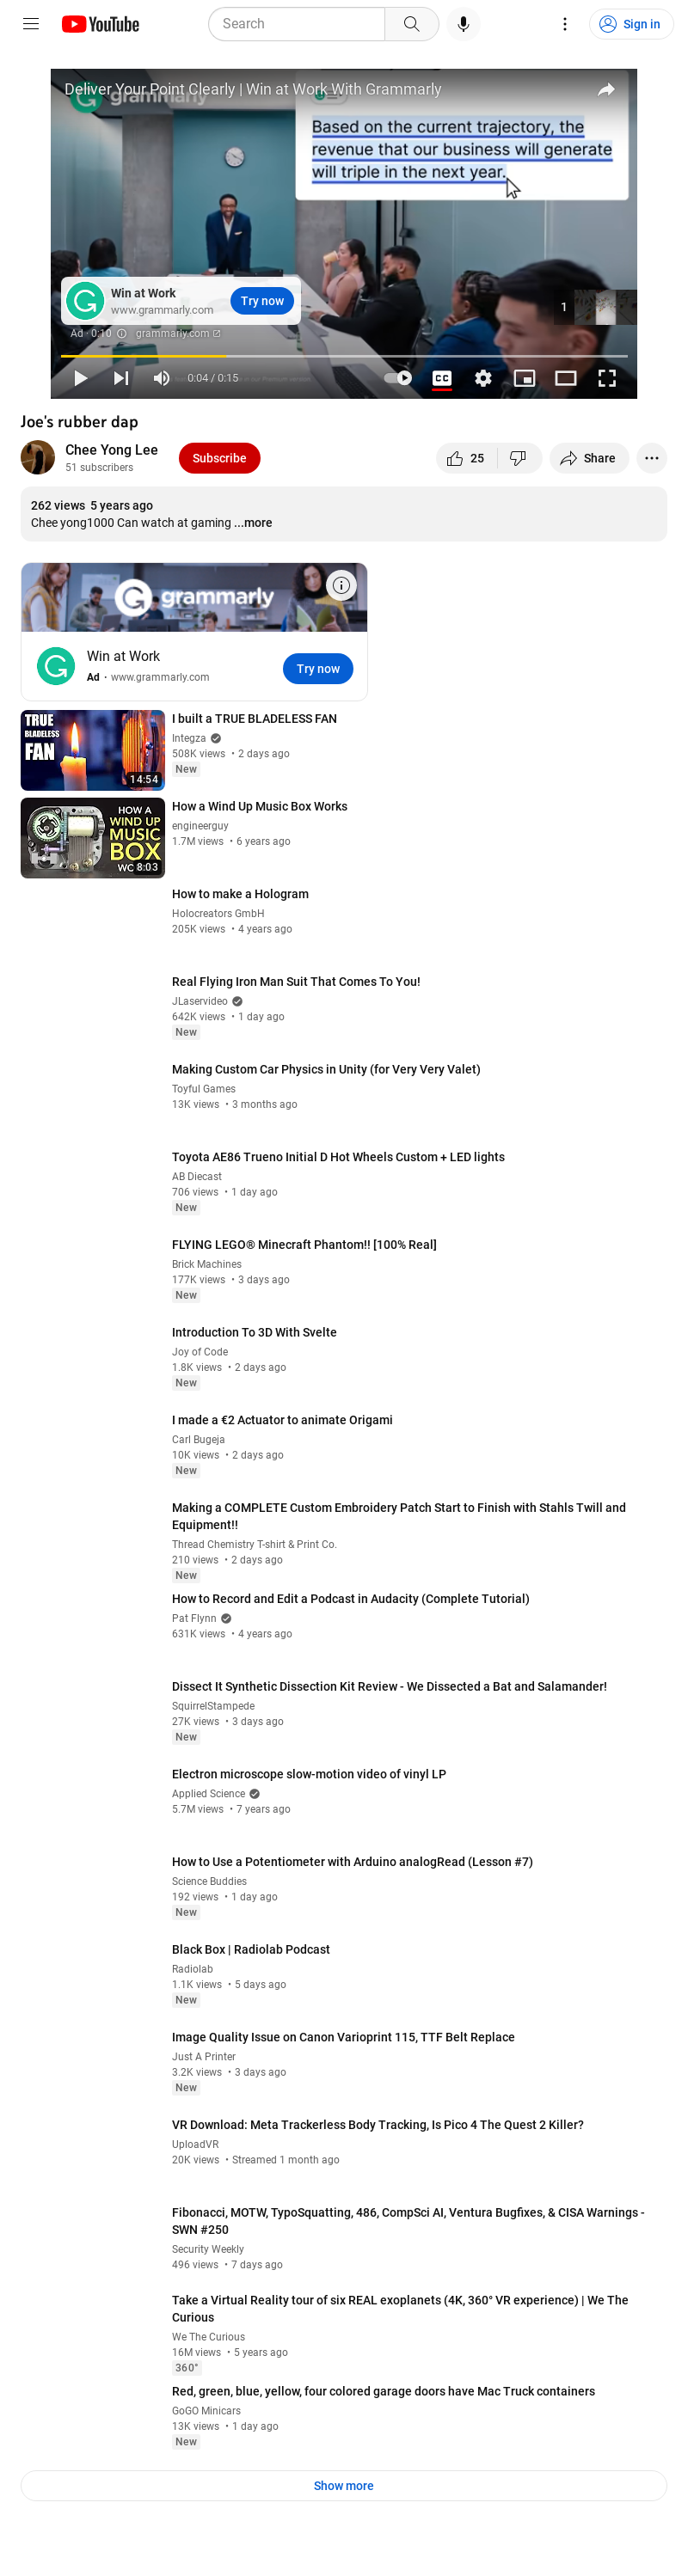 YouTube
Search
Sign in
Deliver Your Point Clearly | Win at Work With Grammarly
Based on the current trajectory, the
revenue that our business will generate
will triple in the next year.
Win at Work
www.grammarly.com
Try now
1
Ad · 0:10
grammarly.com
0:04 / 0:15
CC
Joe's rubber dap
Chee Yong Lee
51 subscribers
Subscribe
25
Share
262 views 5 years ago
Chee yong1000 Can watch at gaming ...more
grammarly
Win at Work
Ad · www.grammarly.com
Try now
TRUE
BLADELESS
FAN
14:54
I built a TRUE BLADELESS FAN
Integza
508K views • 2 days ago
New
HOW A
WIND UP
MUSIC
BOX
8:03
How a Wind Up Music Box Works
engineerguy
1.7M views • 6 years ago
How to make a Hologram
Holocreators GmbH
205K views • 4 years ago
Real Flying Iron Man Suit That Comes To You!
JLaservideo
642K views • 1 day ago
New
Making Custom Car Physics in Unity (for Very Very Valet)
Toyful Games
13K views • 3 months ago
Toyota AE86 Trueno Initial D Hot Wheels Custom + LED lights
AB Diecast
706 views • 1 day ago
New
FLYING LEGO® Minecraft Phantom!! [100% Real]
Brick Machines
177K views • 3 days ago
New
Introduction To 3D With Svelte
Joy of Code
1.8K views • 2 days ago
New
I made a €2 Actuator to animate Origami
Carl Bugeja
10K views • 2 days ago
New
Making a COMPLETE Custom Embroidery Patch Start to Finish with Stahls Twill and
Equipment!!
Thread Chemistry T-shirt & Print Co.
210 views • 2 days ago
New
How to Record and Edit a Podcast in Audacity (Complete Tutorial)
Pat Flynn
631K views • 4 years ago
Dissect It Synthetic Dissection Kit Review - We Dissected a Bat and Salamander!
SquirrelStampede
27K views • 3 days ago
New
Electron microscope slow-motion video of vinyl LP
Applied Science
5.7M views • 7 years ago
How to Use a Potentiometer with Arduino analogRead (Lesson #7)
Science Buddies
192 views • 1 day ago
New
Black Box | Radiolab Podcast
Radiolab
1.1K views • 5 days ago
New
Image Quality Issue on Canon Varioprint 115, TTF Belt Replace
Just A Printer
3.2K views • 3 days ago
New
VR Download: Meta Trackerless Body Tracking, Is Pico 4 The Quest 2 Killer?
UploadVR
20K views • Streamed 1 month ago
Fibonacci, MOTW, TypoSquatting, 486, CompSci AI, Ventura Bugfixes, & CISA Warnings -
SWN #250
Security Weekly
496 views • 7 days ago
Take a Virtual Reality tour of six REAL exoplanets (4K, 360° VR experience) | We The
Curious
We The Curious
16M views • 5 years ago
360°
Red, green, blue, yellow, four colored garage doors have Mac Truck containers
GoGO Minicars
13K views • 1 day ago
New
Show more